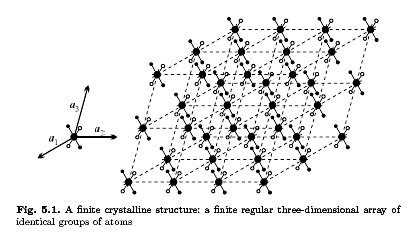 a₃
a₁
a₂
Fig. 5.1. A finite crystalline structure: a finite regular three-dimensional array of
identical groups of atoms